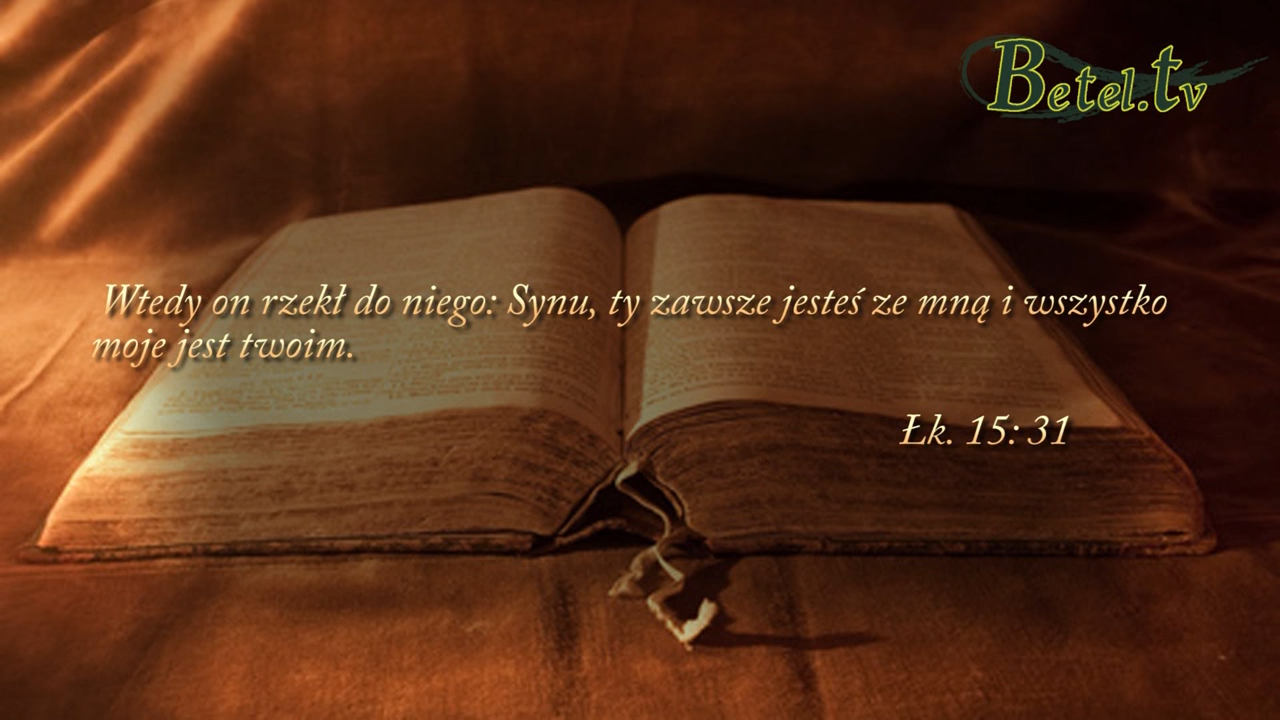 Betel.tv
Wtedy on rzekł do niego: Synu, ty zawsze jesteś ze mną i wszystko
moje jest twoim.
Łk. 15: 31